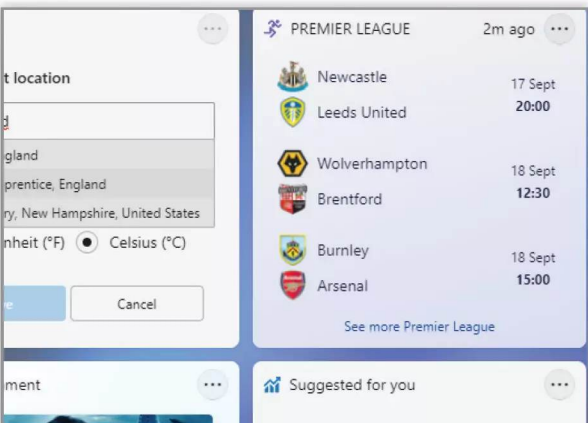 t location
d
gland
prentice, England
ry, New Hampshire, United States
nheit (°F) Celsius (°C)
e
Cancel
PREMIER LEAGUE 2m ago
Newcastle
17 Sept
Leeds United
20:00
Wolverhampton
18 Sept
Brentford
12:30
Burnley
18 Sept
Arsenal
15:00
See more Premier League
ment
Suggested for you